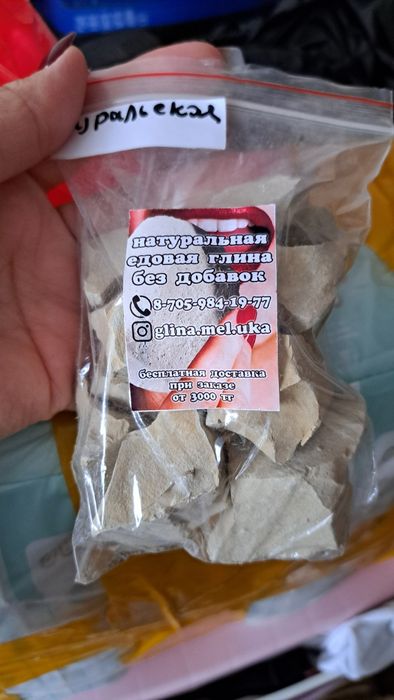 уральская
натуральная
едовая глина
без добавок
8-705-984-19-77
glina.mel.uka
бесплатная доставка
при заказе
от 3000 тг